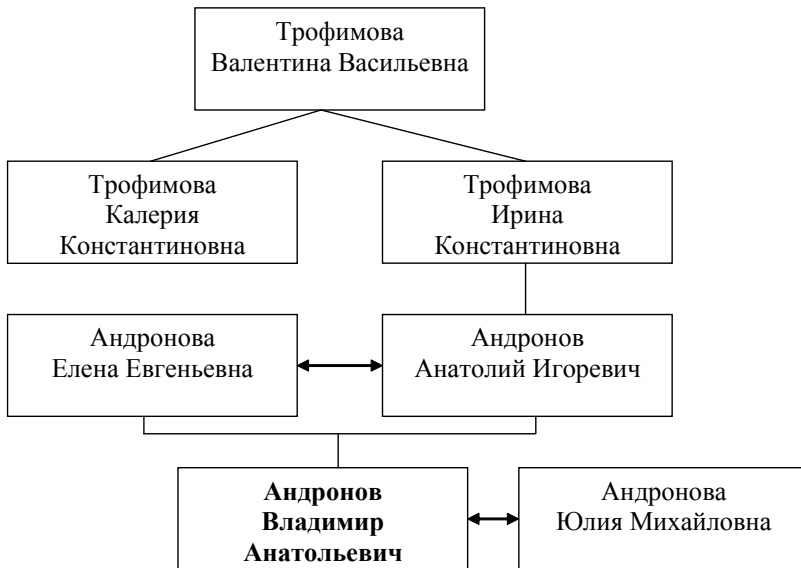 Трофимова
Валентина Васильевна
Трофимова
Калерия
Константиновна
Трофимова
Ирина
Константиновна
Андронова
Елена Евгеньевна
Андронов
Анатолий Игоревич
Андронов
Владимир
Анатольевич
Андронова
Юлия Михайловна